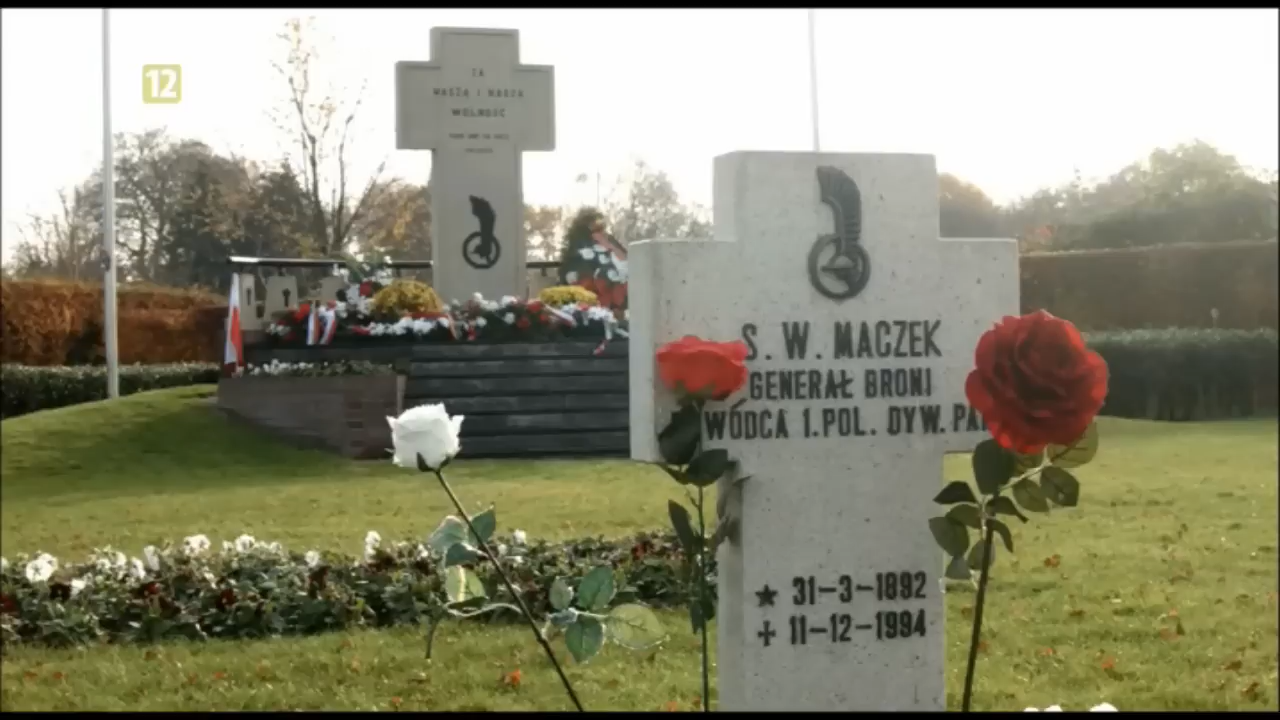 12
ZA
WASZĄ I NASZĄ
WOLNOŚĆ
S. W. MACZEK
GENERAŁ BRONI
WÓDCA 1. POL. DYW. PA
★ 31-3-1892
✝ 11-12-1994